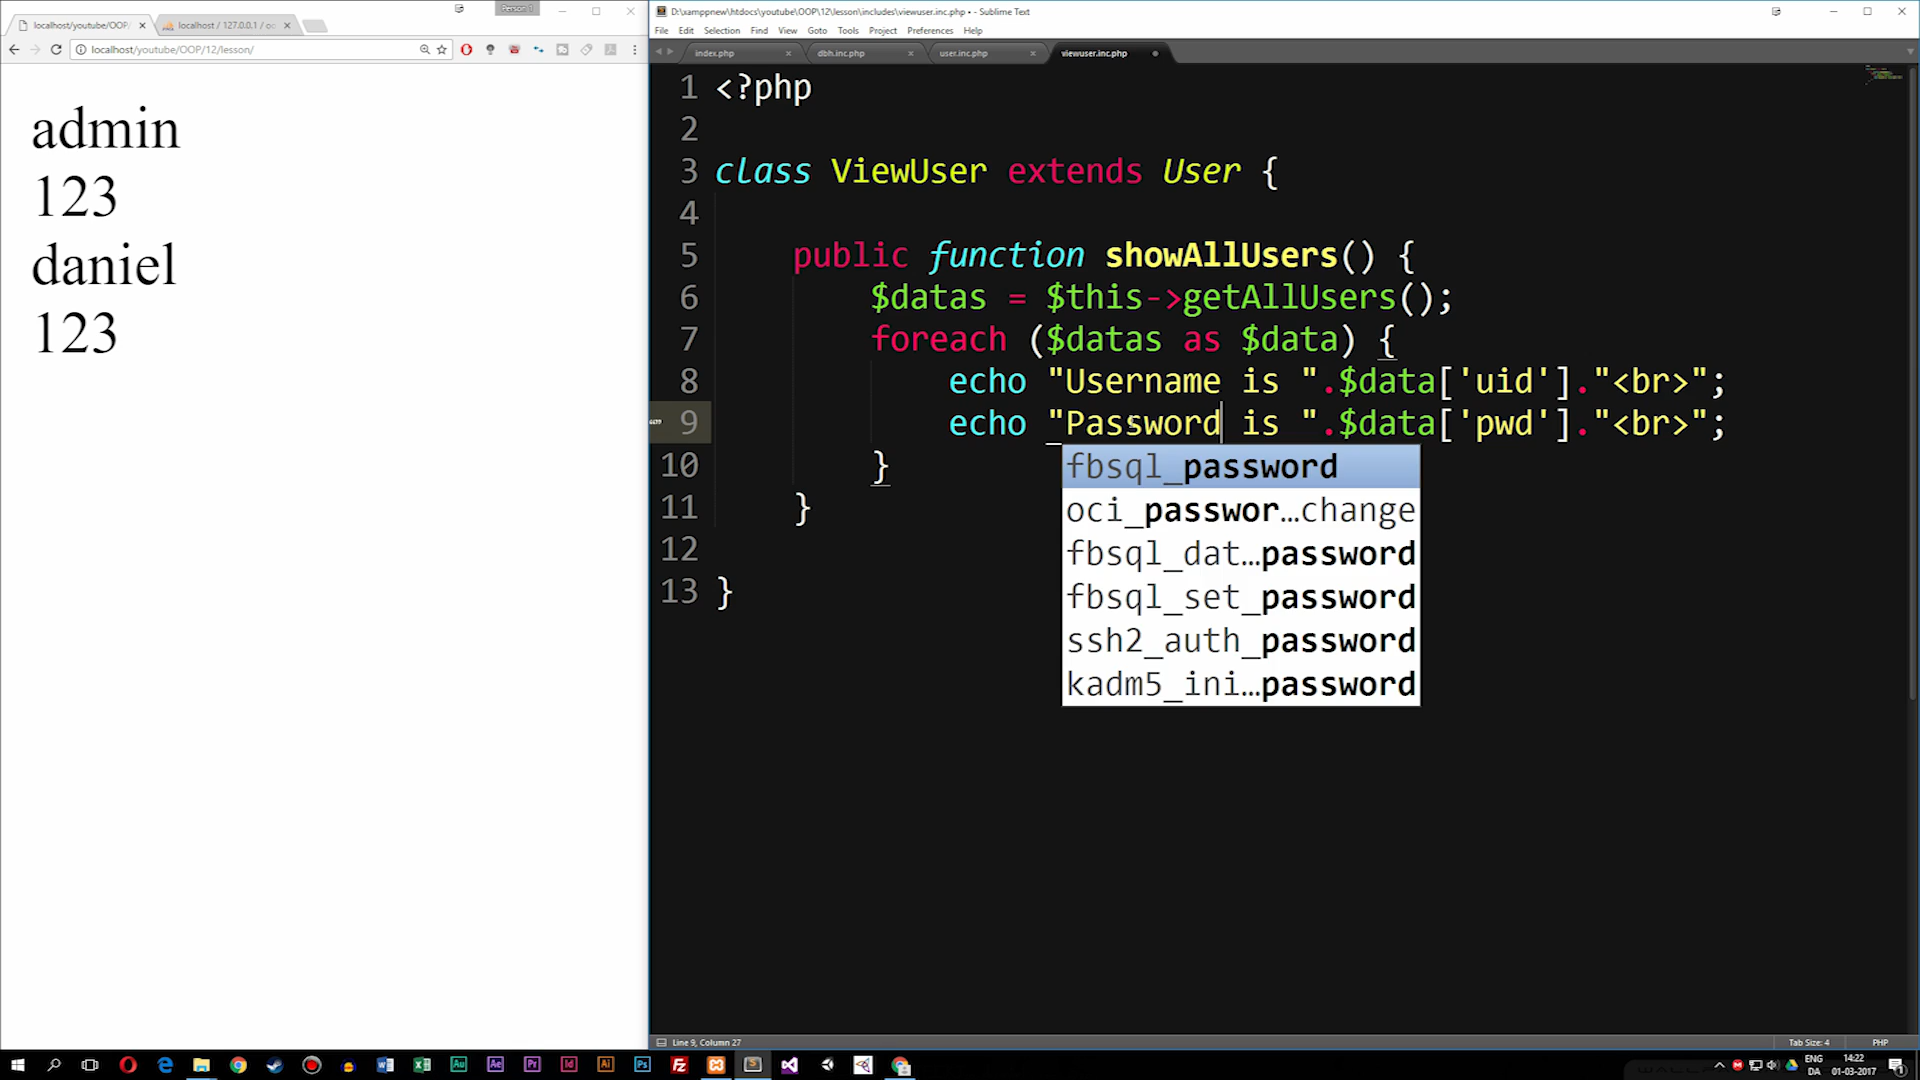 localhost/youtube/OOP/
localhost / 127.0.0.1 / oo
Person 1
localhost/youtube/OOP/12/lesson/
admin
123
daniel
123
D:\xamppnew\htdocs\youtube\OOP\12\lesson\includes\viewuser.inc.php • - Sublime Text
File Edit Selection Find View Goto Tools Project Preferences Help
index.php dbh.inc.php user.inc.php viewuser.inc.php
1 <?php
2
3 class ViewUser extends User {
4
5 public function showAllUsers() {
6 $datas = $this->getAllUsers();
7 foreach ($datas as $data) {
8 echo "Username is ".$data['uid']."<br>";
9 echo "Password is ".$data['pwd']."<br>";
10 }
11 }
12
13 }
fbsql_password
oci_passwor…change
fbsql_dat…password
fbsql_set_password
ssh2_auth_password
kadm5_ini…password
Line 9, Column 27
Tab Size: 4
PHP
ENG
DA
14:22
01-03-2017